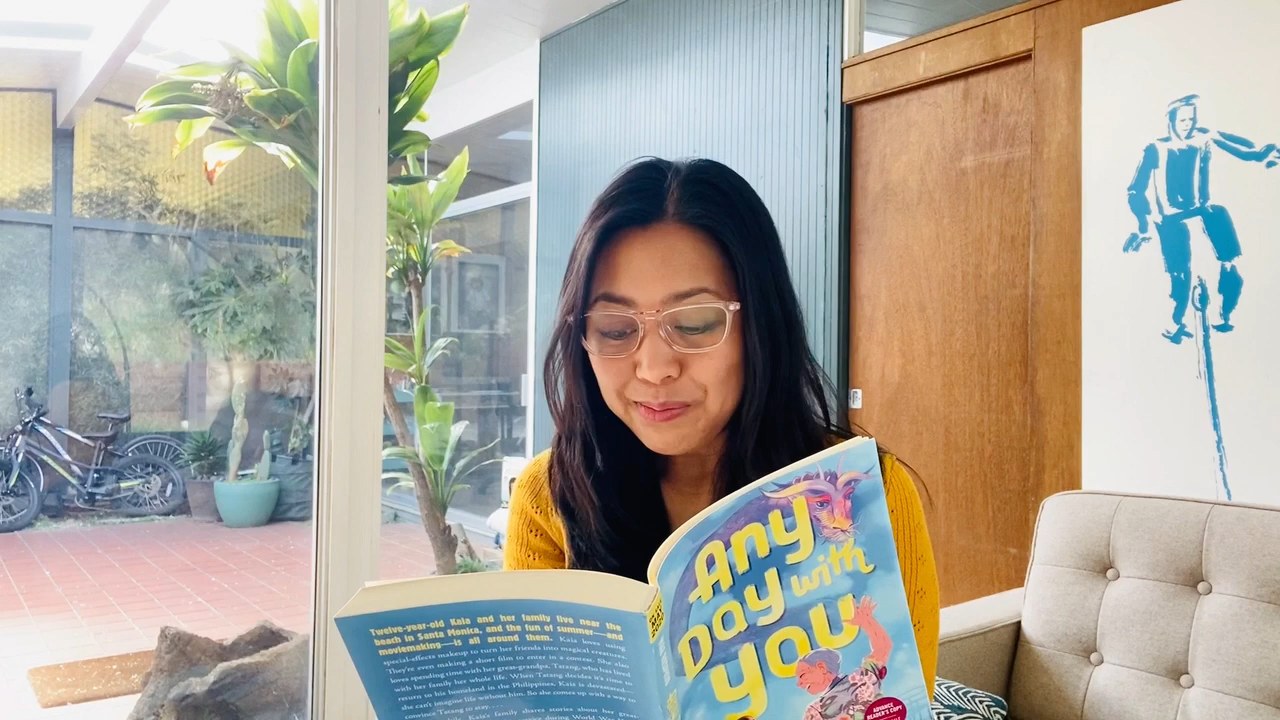 Twelve-year-old Kaia and her family live near the
beach in Santa Monica, and the fun of summer—and
moviemaking—is all around them. Kaia loves using
special-effects makeup to turn her friends into magical creatures.
They're even making a short film to enter in a contest. She also
loves spending time with her great-grandpa, Tatang, who has lived
with her family her whole life. When Tatang decides it's time to
return to his homeland in the Philippines, Kaia is devastated—
she can't imagine life without him. So she comes up with a way to
convince Tatang to stay. . . .
Kaia's family shares stories about her great-
during World War
Any
Day with
you
ADVANCE
READER'S COPY